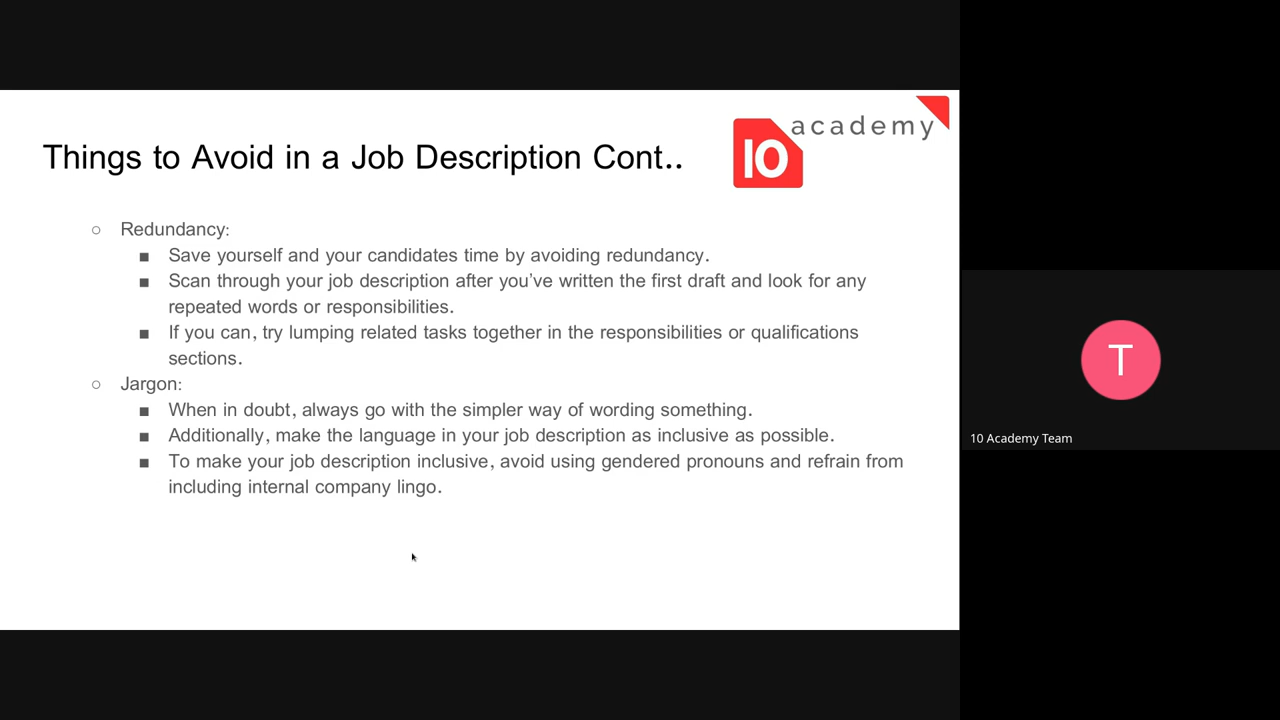 academy
10
Things to Avoid in a Job Description Cont..
○ Redundancy:
■ Save yourself and your candidates time by avoiding redundancy.
■ Scan through your job description after you’ve written the first draft and look for any
repeated words or responsibilities.
■ If you can, try lumping related tasks together in the responsibilities or qualifications
sections.
○ Jargon:
■ When in doubt, always go with the simpler way of wording something.
■ Additionally, make the language in your job description as inclusive as possible.
■ To make your job description inclusive, avoid using gendered pronouns and refrain from
including internal company lingo.
T
10 Academy Team